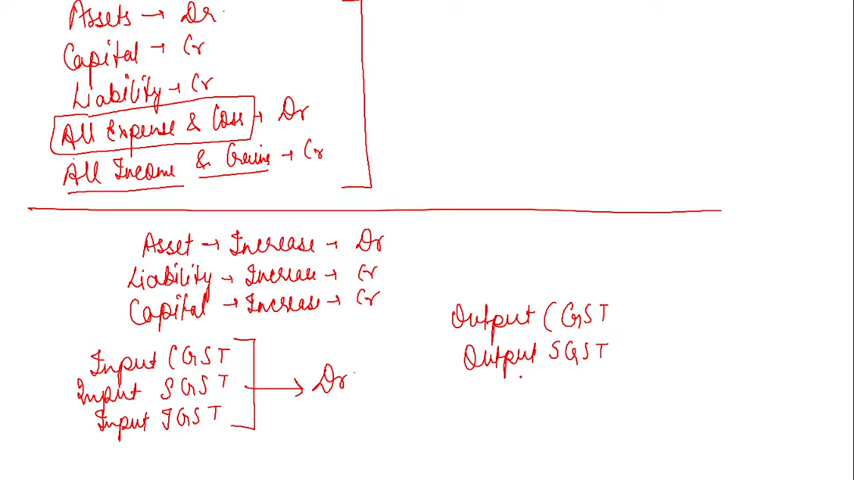 Assets → Dr
Capital → Cr
Liability → Cr
All Expense & Loss → Dr
All Income & Gains → Cr
Asset → Increase → Dr
Liability → Increase → Cr
Capital → Increase → Cr
Input CGST
Input SGST → Dr
Input IGST
Output CGST
Output SGST